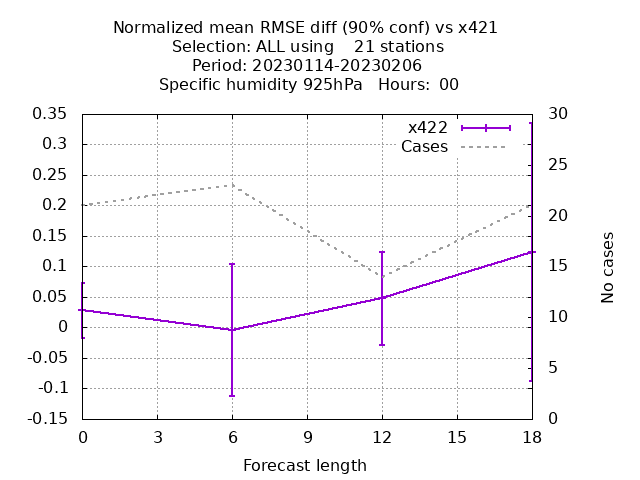 Normalized mean RMSE diff (90% conf) vs x421
Selection: ALL using    21 stations
Period: 20230114-20230206
Specific humidity 925hPa   Hours:  00
x422
Cases
0.35
0.3
0.25
0.2
0.15
0.1
0.05
0
-0.05
-0.1
-0.15
30
25
20
15
10
5
0
No cases
0 3 6 9 12 15 18
Forecast length